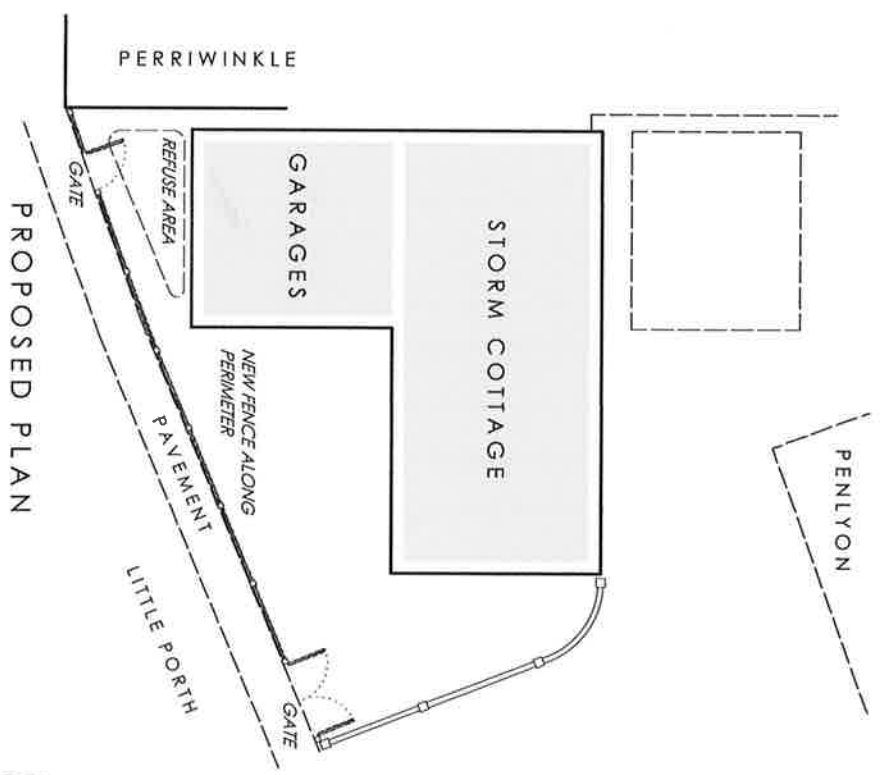 PERRIWINKLE
GATE
REFUSE AREA
GARAGES
STORM COTTAGE
PENLYON
NEW FENCE ALONG
PERIMETER
PAVEMENT
LITTLE PORTH
GATE
PROPOSED PLAN